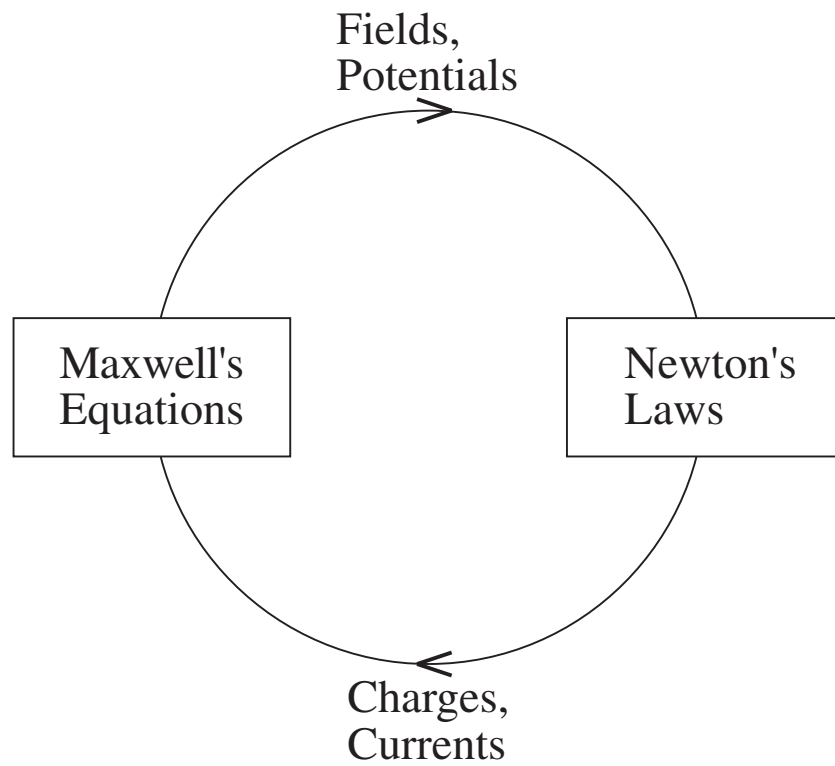 Fields,
Potentials
Maxwell's
Equations
Newton's
Laws
Charges,
Currents